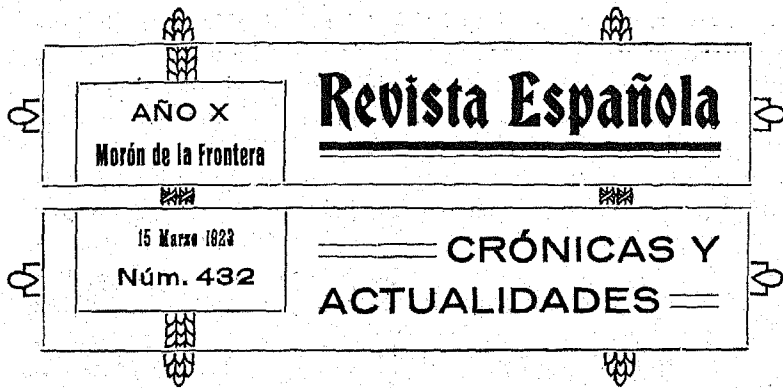 AÑO X
Morón de la Frontera
Revista Española
15 Marzo 1923
Núm. 432
CRÓNICAS Y
ACTUALIDADES